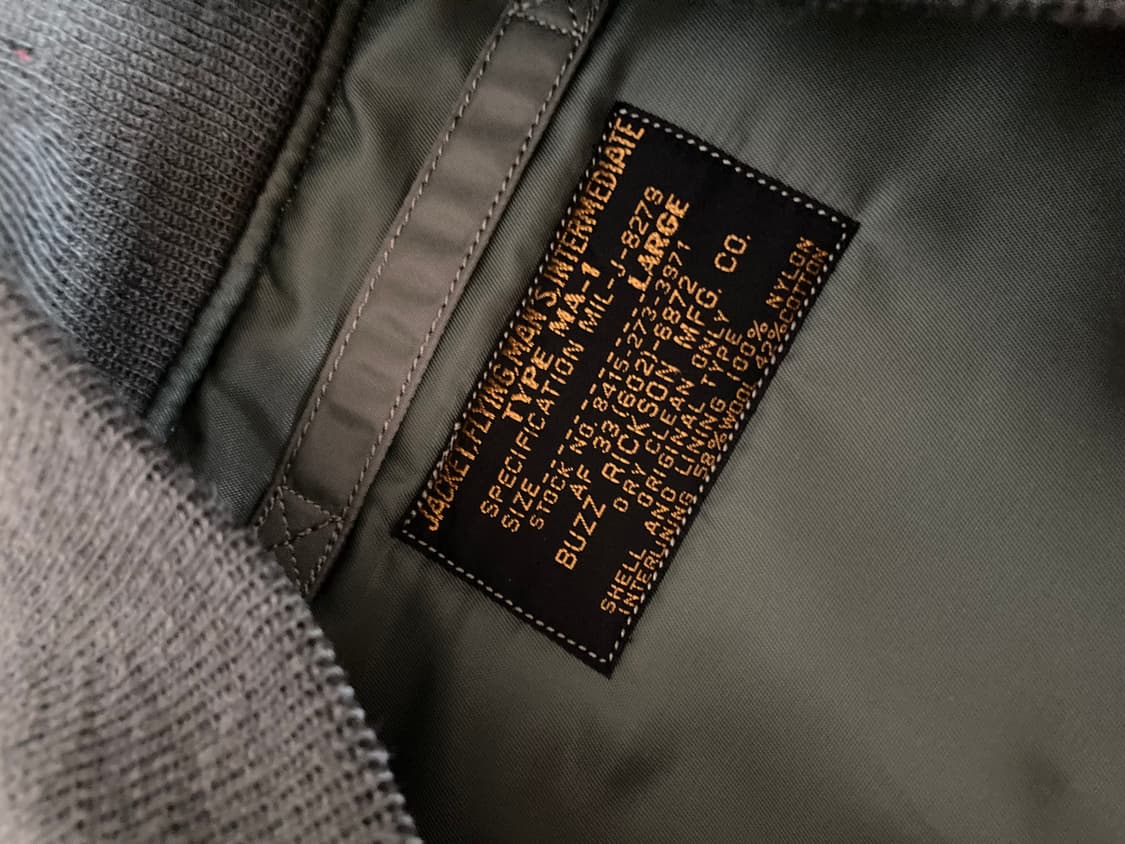 JACKET, FLYING, MAN'S, INTERMEDIATE
TYPE MA-1
SPECIFICATION MIL-J-8279
SIZE ---------- LARGE
STOCK NO. 8415-273-3971
AF 33(602)-6872
BUZZ RICKSON MFG. CO.
DRY CLEAN ONLY
ORIGINAL TYPE
SHELL AND LINING 100% NYLON
INTERLINING 58%WOOL 42%COTTON